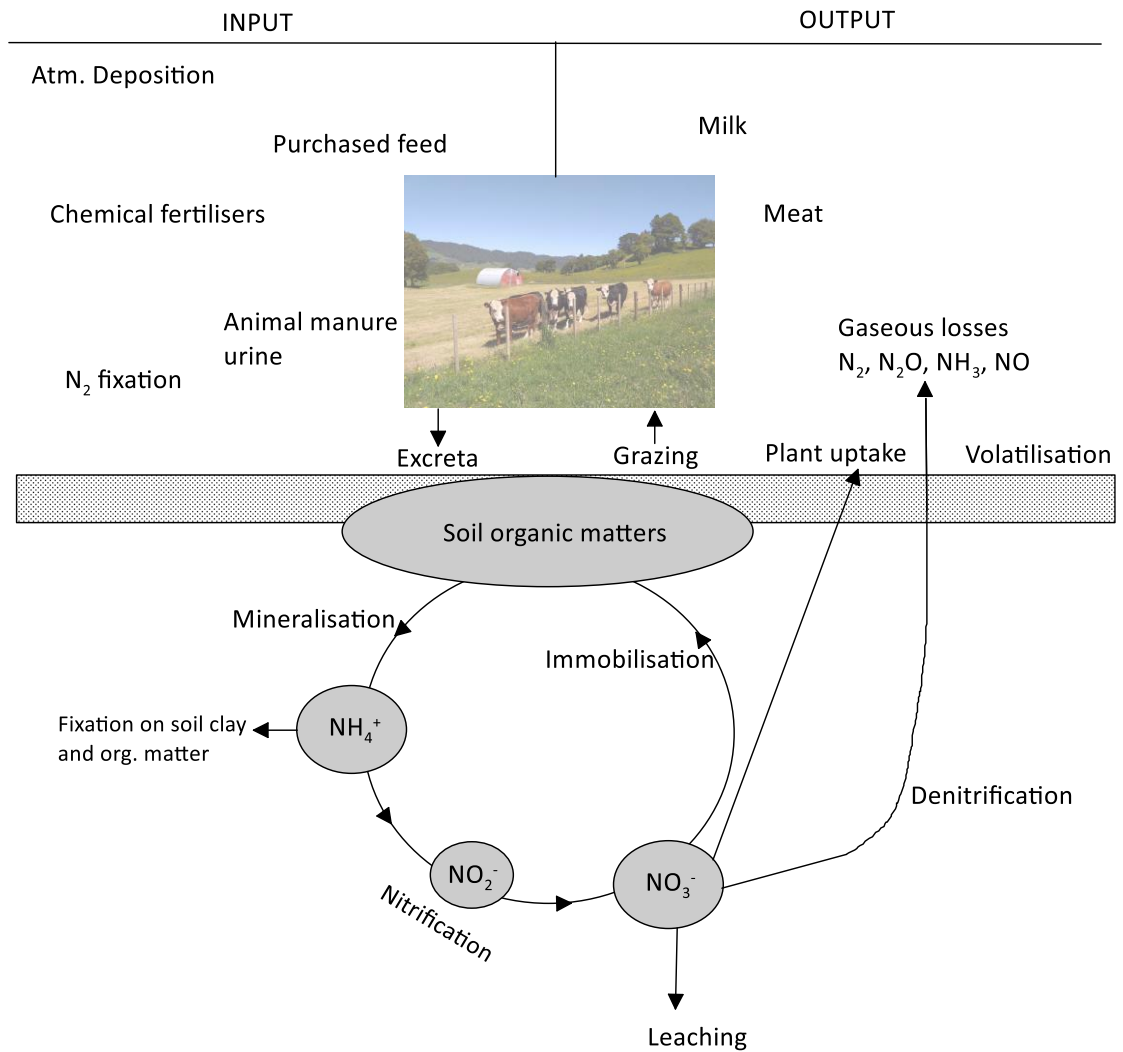 INPUT
OUTPUT
Atm. Deposition
Milk
Purchased feed
Chemical fertilisers
Meat
Animal manure
urine
Gaseous losses
N₂, N₂O, NH₃, NO
N₂ fixation
Excreta
Grazing
Plant uptake
Volatilisation
Soil organic matters
Mineralisation
Immobilisation
NH₄⁺
Fixation on soil clay
and org. matter
Denitrification
NO₂⁻
NO₃⁻
Nitrification
Leaching